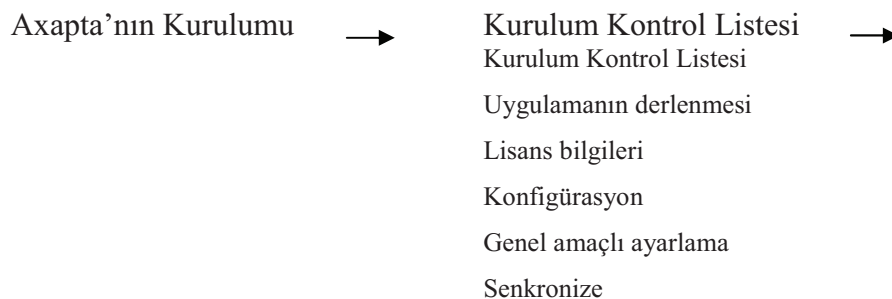 Axapta’nın Kurulumu
Kurulum Kontrol Listesi
Kurulum Kontrol Listesi
Uygulamanın derlenmesi
Lisans bilgileri
Konfigürasyon
Genel amaçlı ayarlama
Senkronize